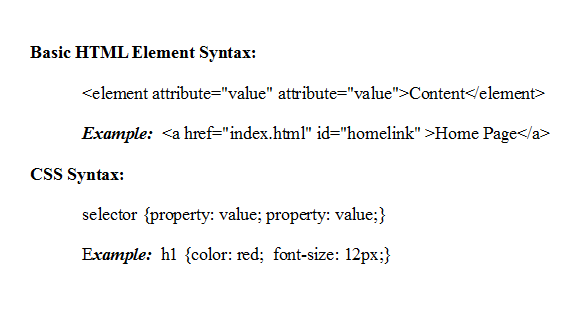 Basic HTML Element Syntax:
<element attribute="value" attribute="value">Content</element>
Example:  <a href="index.html" id="homelink" >Home Page</a>
CSS Syntax:
selector {property: value; property: value;}
Example:  h1 {color: red;  font-size: 12px;}